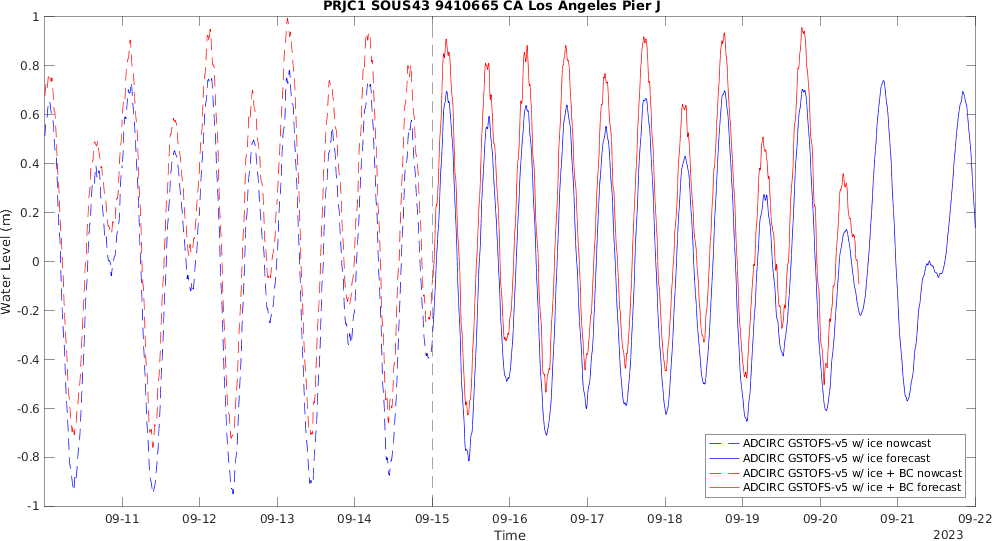 PRJC1 SOUS43 9410665 CA Los Angeles Pier J
1
0.8
0.6
0.4
0.2
0
-0.2
-0.4
-0.6
-0.8
-1
Water Level (m)
09-11 09-12 09-13 09-14 09-15 09-16 09-17 09-18 09-19 09-20 09-21 09-22
Time
2023
ADCIRC GSTOFS-v5 w/ ice nowcast
ADCIRC GSTOFS-v5 w/ ice forecast
ADCIRC GSTOFS-v5 w/ ice + BC nowcast
ADCIRC GSTOFS-v5 w/ ice + BC forecast